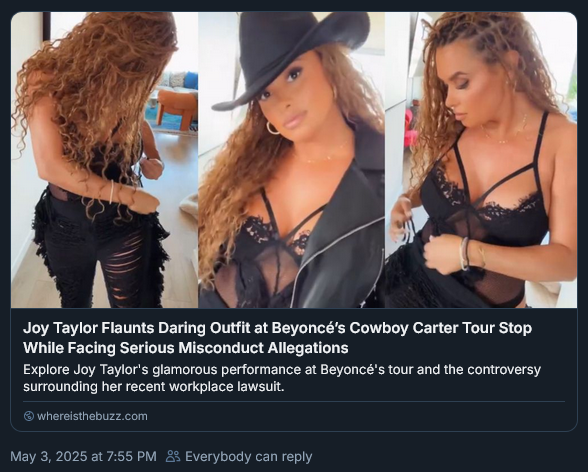 Joy Taylor Flaunts Daring Outfit at Beyoncé's Cowboy Carter Tour Stop
While Facing Serious Misconduct Allegations
Explore Joy Taylor's glamorous performance at Beyoncé's tour and the controversy
surrounding her recent workplace lawsuit.
whereisthebuzz.com
May 3, 2025 at 7:55 PM Everybody can reply